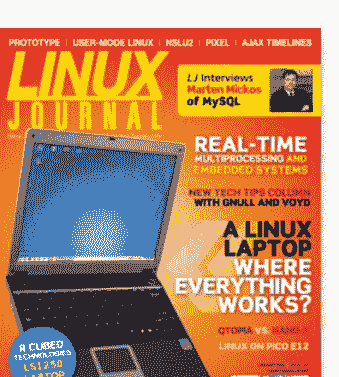 PROTOTYPE | USER-MODE LINUX | NSLU2 | PIXEL | AJAX TIMELINES
LINUX
JOURNAL
LJ Interviews
Marten Mickos
of MySQL
REAL-TIME
MULTIPROCESSING AND
EMBEDDED SYSTEMS
NEW TECH TIPS COLUMN
WITH GNULL AND VOYD
A LINUX
LAPTOP
WHERE
EVERYTHING
WORKS?
QTOPIA VS.
LINUX ON PICO E12
A CUBED
TECHNOLOGIES
LS1250
LAPTOP